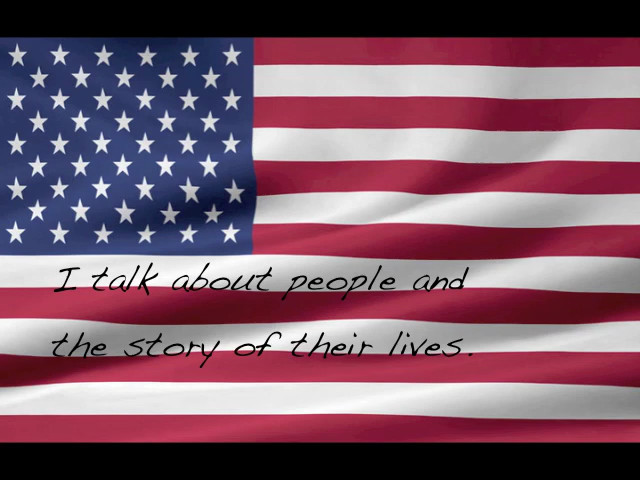 I talk about people and
the story of their lives.